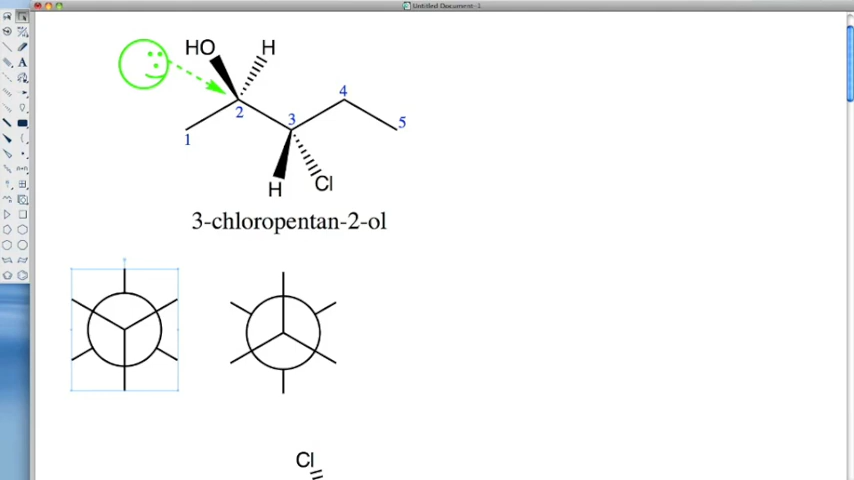 Untitled Document-1
HO H
4
2 3 5
1
H Cl
3-chloropentan-2-ol
Cl